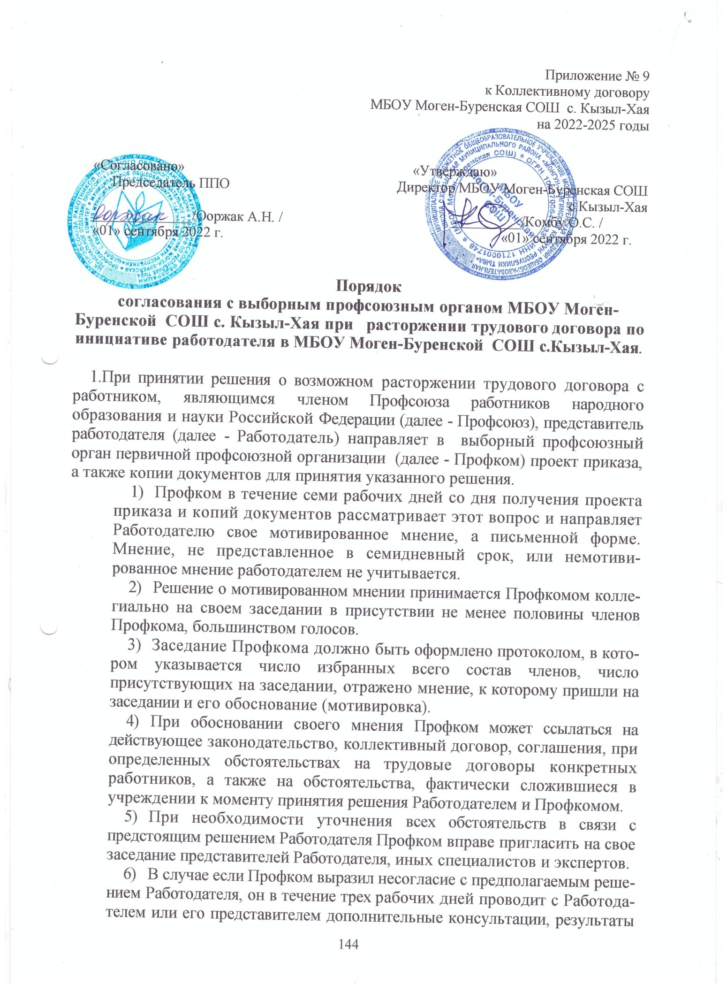 Приложение № 9
к Коллективному договору
МБОУ Моген-Буренская СОШ с. Кызыл-Хая
на 2022-2025 годы
«Согласовано»
Председатель ППО
Ооржак /Ооржак А.Н. /
«01» сентября 2022 г.
«Утверждаю»
Директор МБОУ Моген-Буренская СОШ
с.Кызыл-Хая
/Комбу О.С. /
«01» сентября 2022 г.
МБОУ
Моген-
Буренская
СОШ
Порядок
согласования с выборным профсоюзным органом МБОУ Моген-
Буренской СОШ с. Кызыл-Хая при расторжении трудового договора по
инициативе работодателя в МБОУ Моген-Буренской СОШ с.Кызыл-Хая.
1.При принятии решения о возможном расторжении трудового договора с
работником, являющимся членом Профсоюза работников народного
образования и науки Российской Федерации (далее - Профсоюз), представитель
работодателя (далее - Работодатель) направляет в выборный профсоюзный
орган первичной профсоюзной организации (далее - Профком) проект приказа,
а также копии документов для принятия указанного решения.
1) Профком в течение семи рабочих дней со дня получения проекта
приказа и копий документов рассматривает этот вопрос и направляет
Работодателю свое мотивированное мнение, а письменной форме.
Мнение, не представленное в семидневный срок, или немотиви-
рованное мнение работодателем не учитывается.
2) Решение о мотивированном мнении принимается Профкомом колле-
гиально на своем заседании в присутствии не менее половины членов
Профкома, большинством голосов.
3) Заседание Профкома должно быть оформлено протоколом, в кото-
ром указывается число избранных всего состав членов, число
присутствующих на заседании, отражено мнение, к которому пришли на
заседании и его обоснование (мотивировка).
4) При обосновании своего мнения Профком может ссылаться на
действующее законодательство, коллективный договор, соглашения, при
определенных обстоятельствах на трудовые договоры конкретных
работников, а также на обстоятельства, фактически сложившиеся в
учреждении к моменту принятия решения Работодателем и Профкомом.
5) При необходимости уточнения всех обстоятельств в связи с
предстоящим решением Работодателя Профком вправе пригласить на свое
заседание представителей Работодателя, иных специалистов и экспертов.
6) В случае если Профком выразил несогласие с предполагаемым реше-
нием Работодателя, он в течение трех рабочих дней проводит с Работода-
телем или его представителем дополнительные консультации, результаты
144